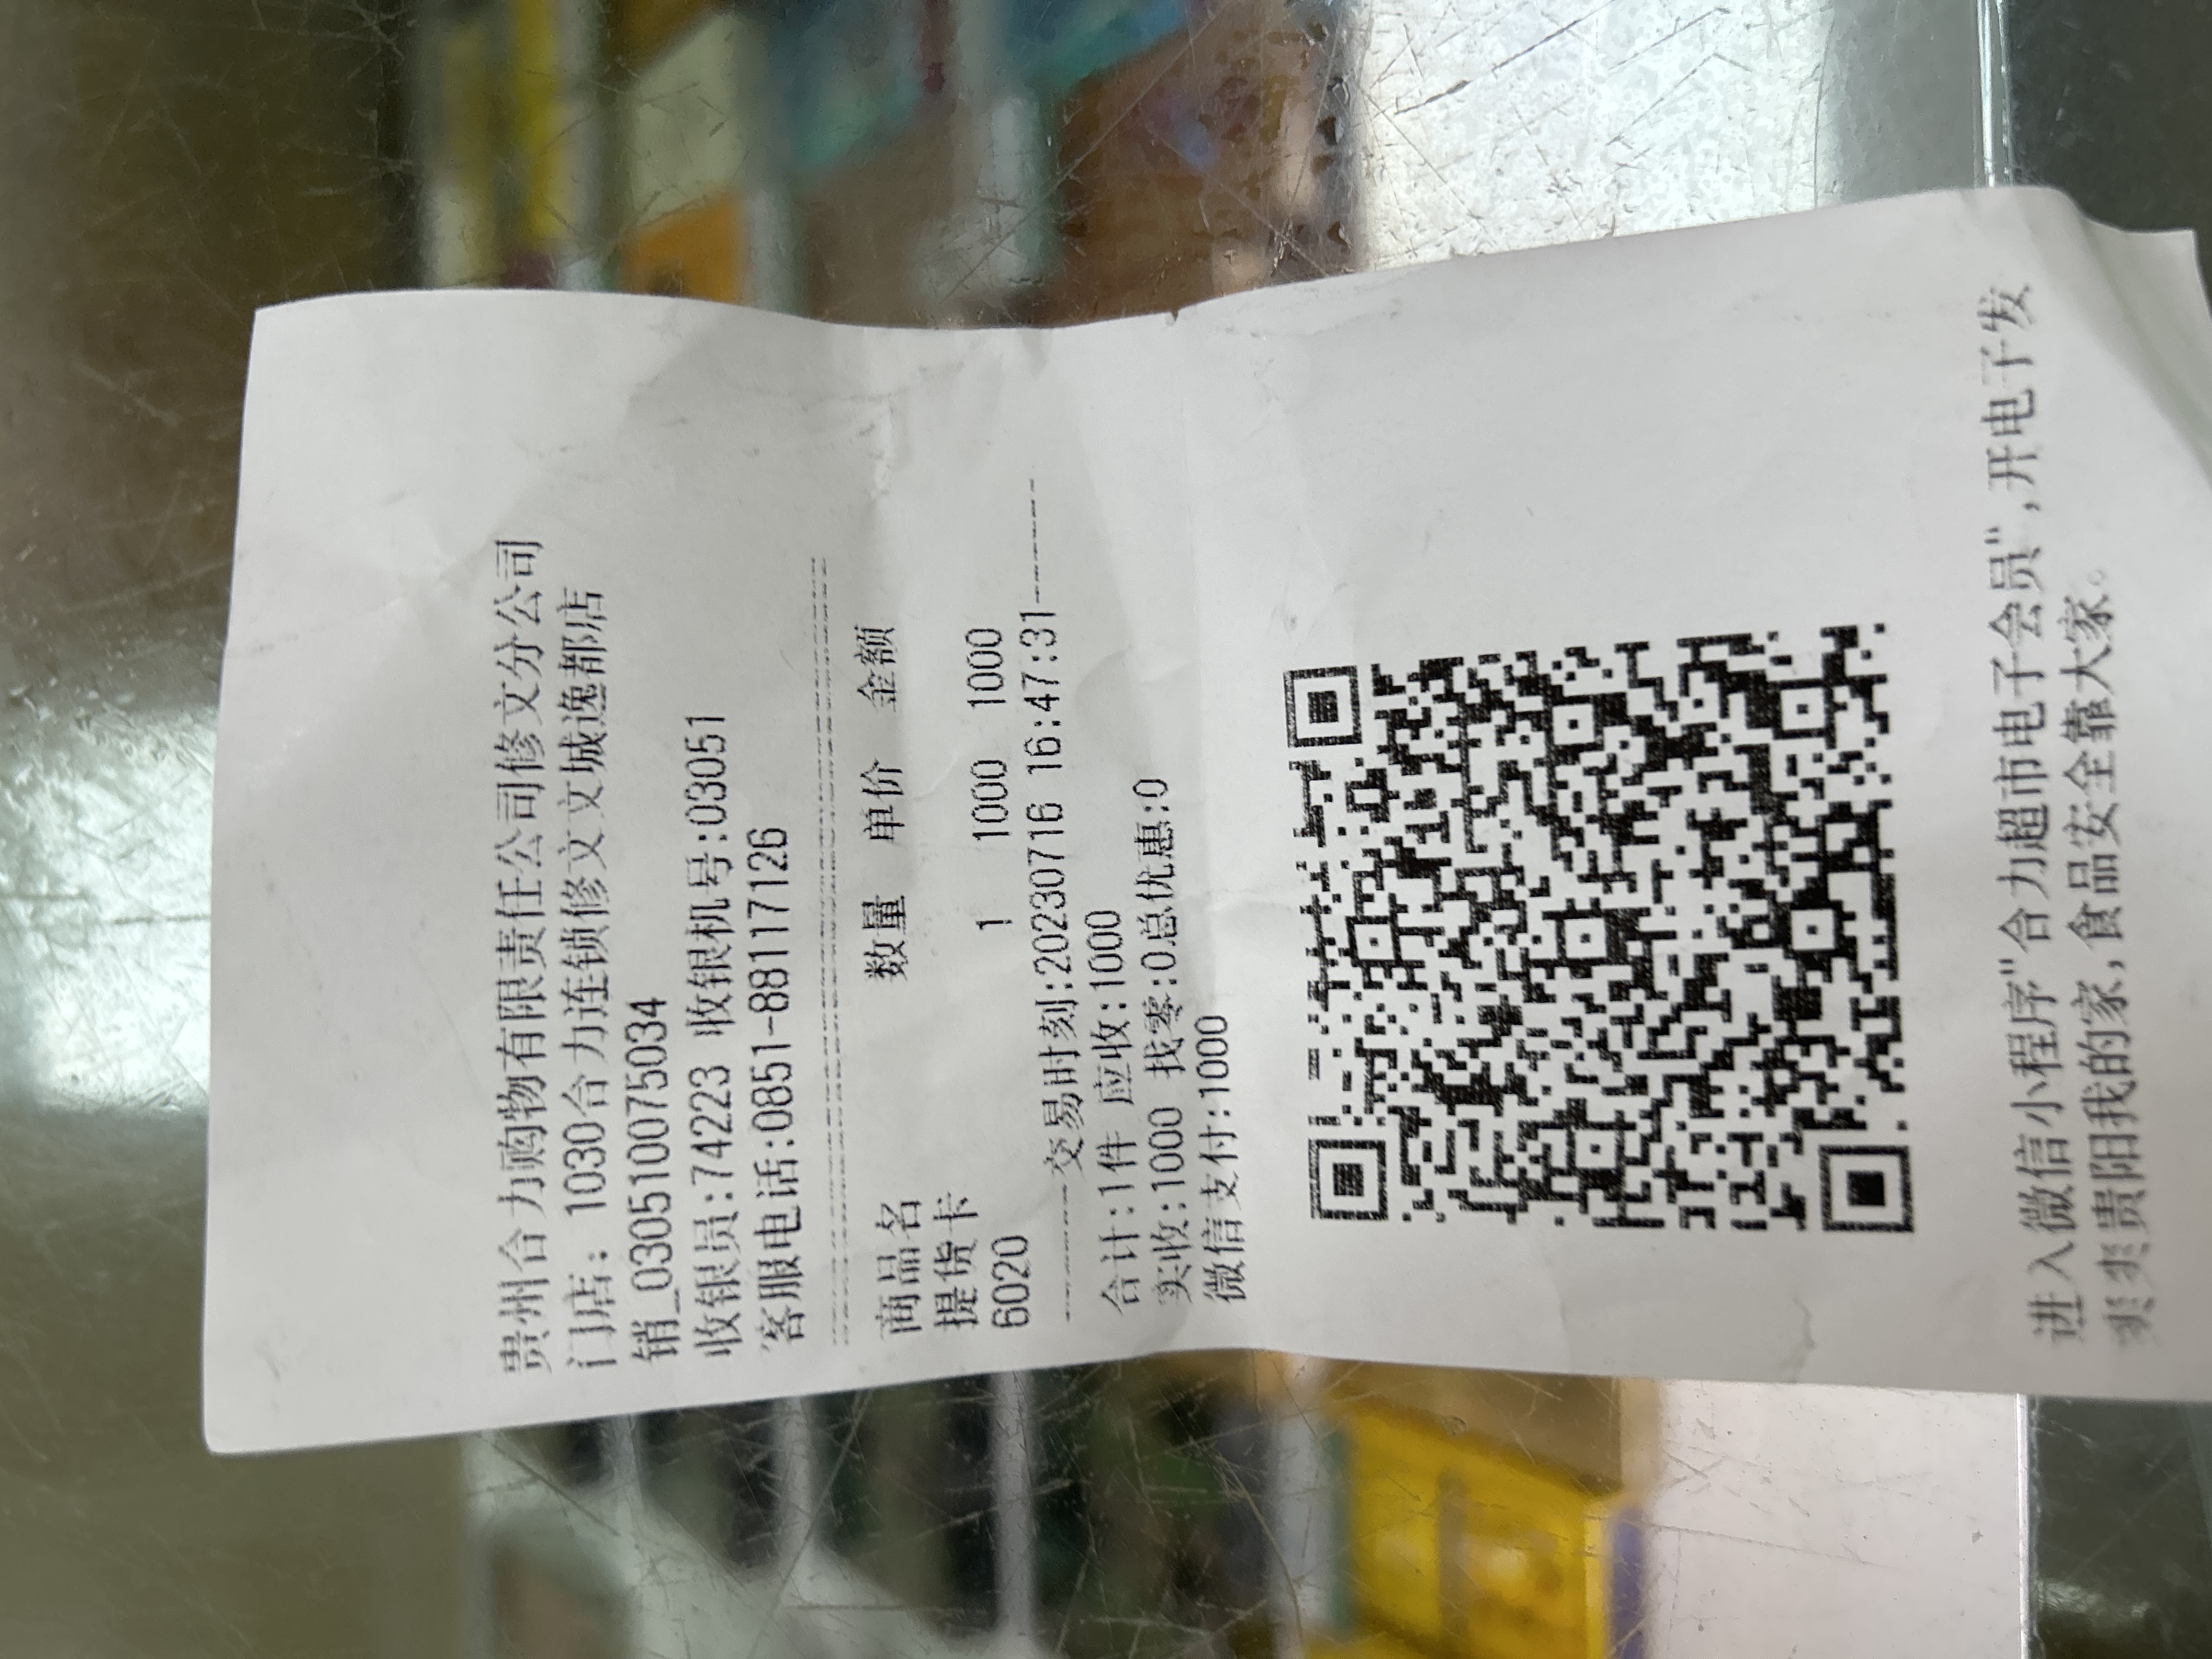 贵州合力购物有限责任公司修文分公司
门店: 1030合力连锁修文文城逸都店
销_030510075034
收银员:74223 收银机号:03051
客服电话:0851-88117126
商品名 数量 单价 金额
提货卡
6020 1 1000 1000
--------交易时刻:20230716 16:47:31--------
合计:1件 应收:1000
实收:1000 找零:0总优惠:0
微信支付:1000
进入微信小程序"合力超市电子会员",开电子发
爽爽贵阳我的家,食品安全靠大家。